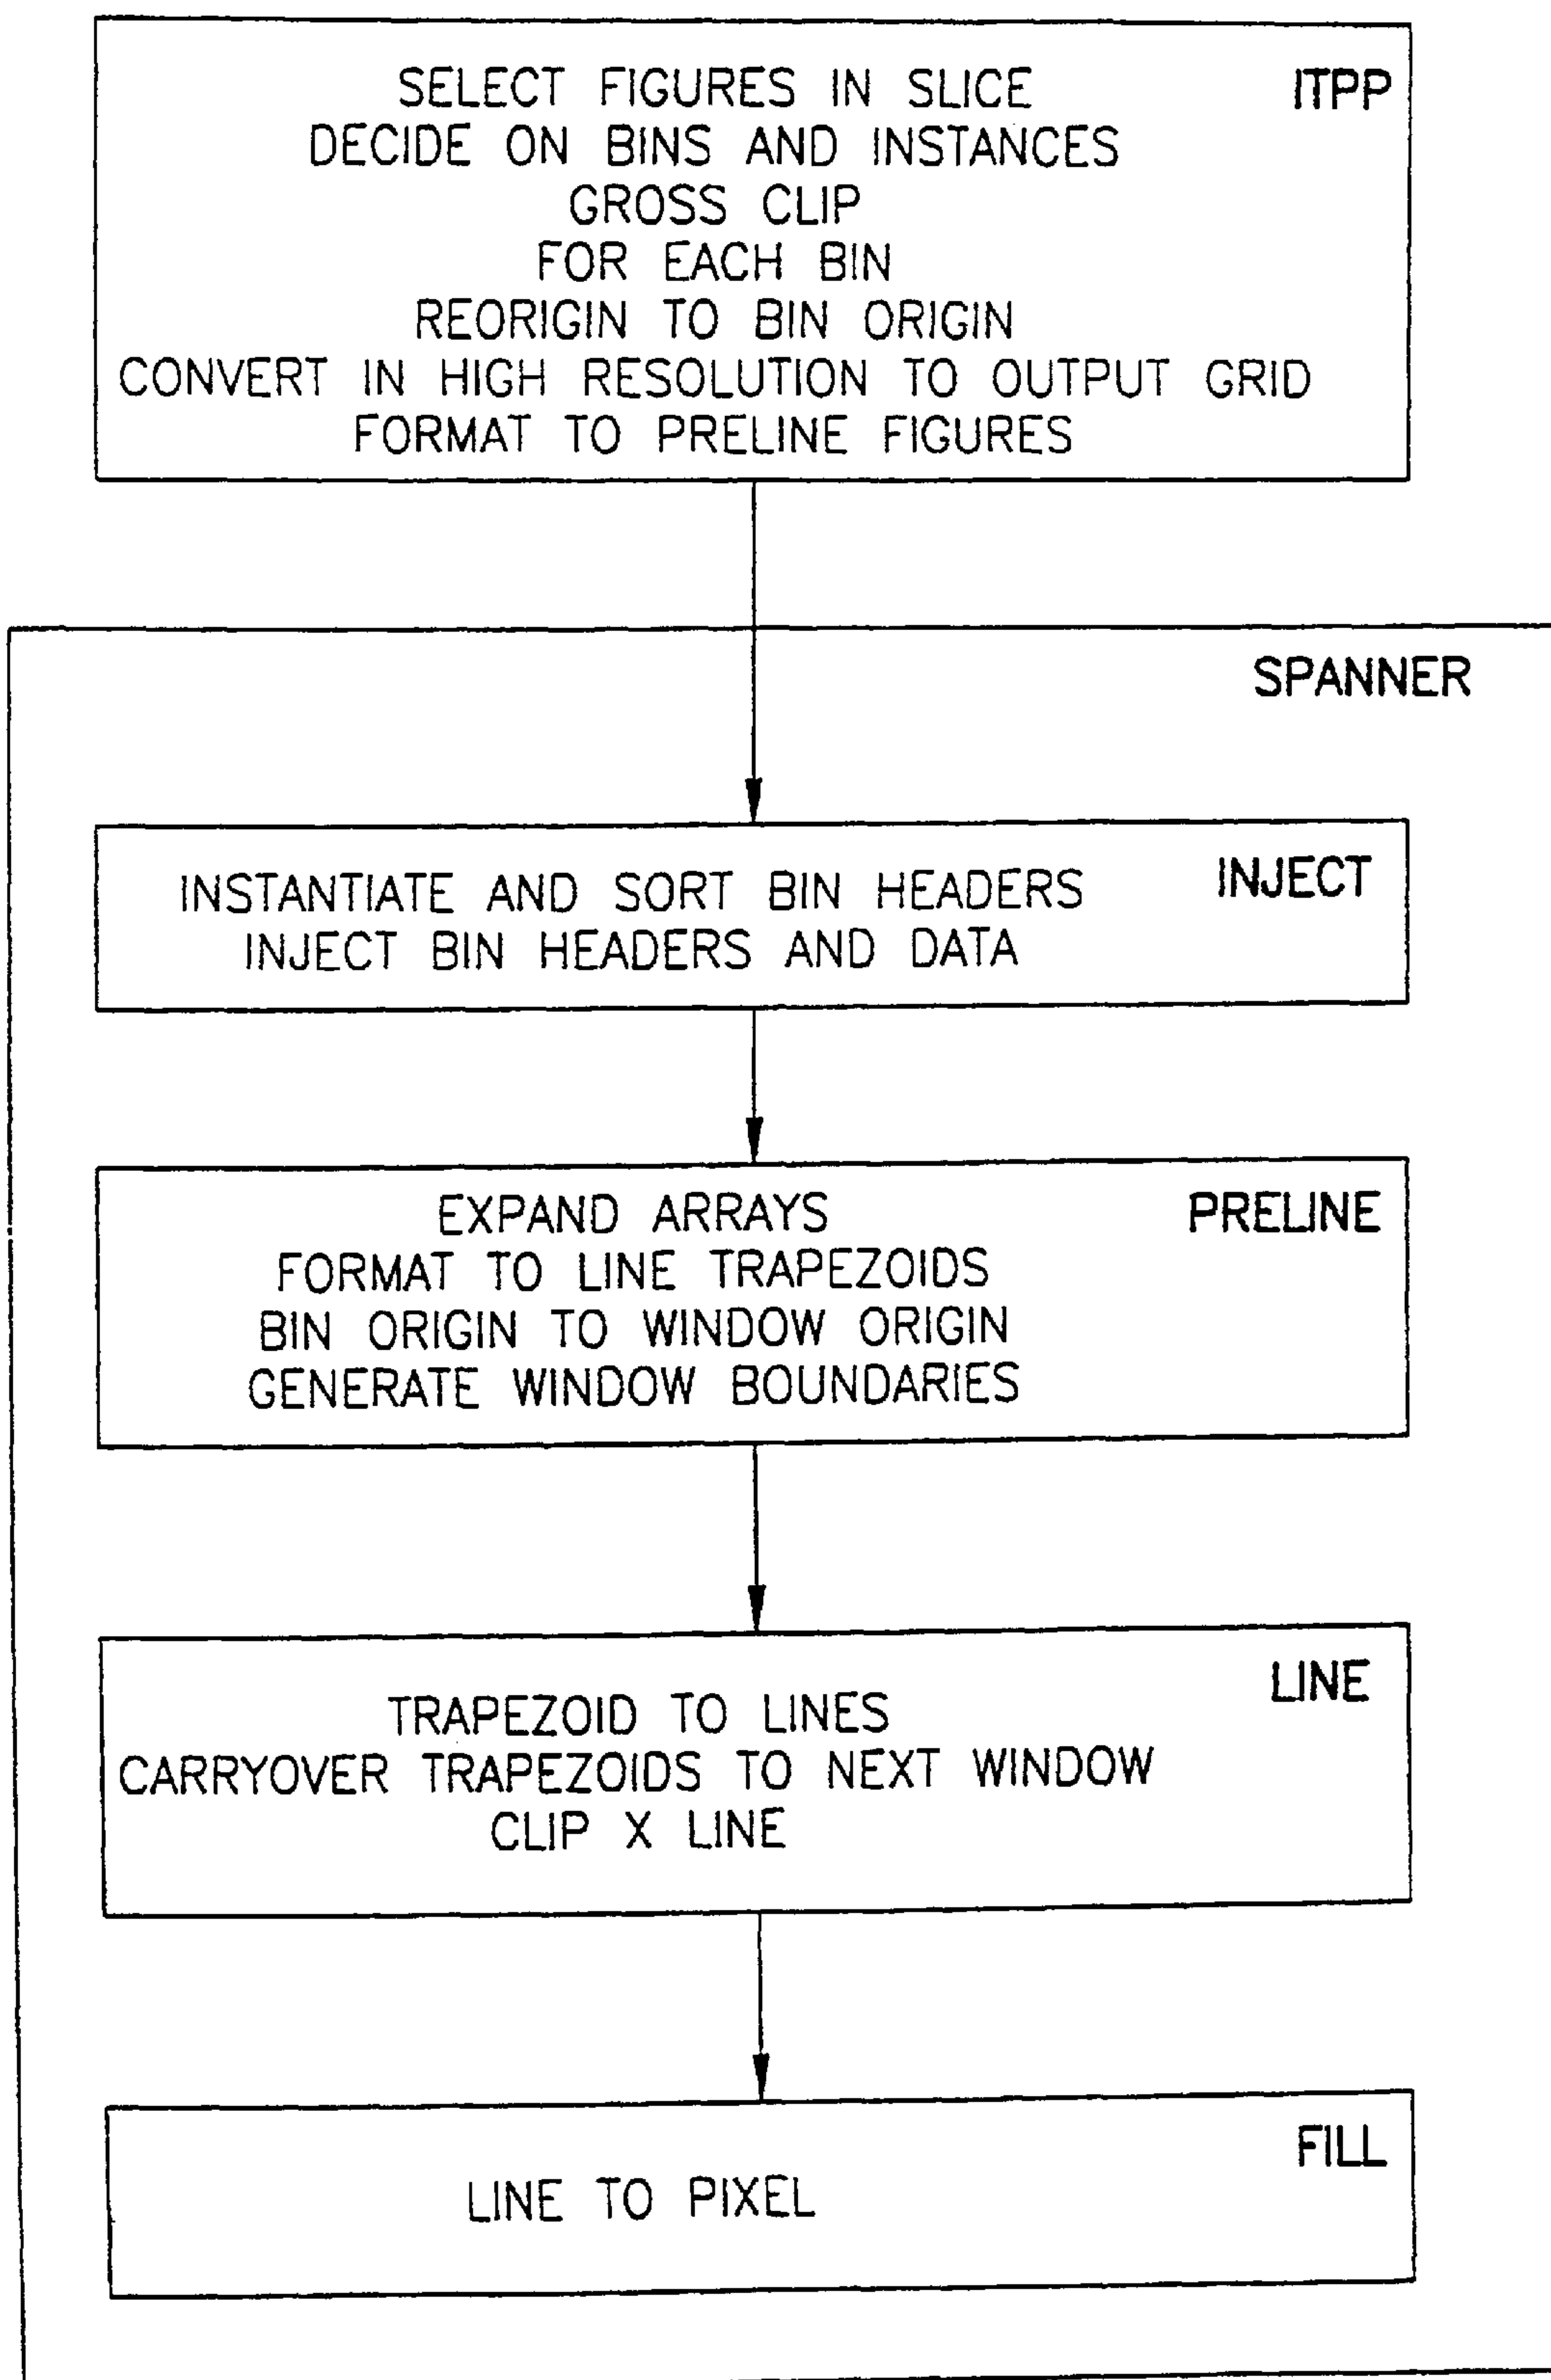 SELECT FIGURES IN SLICE ITPP
DECIDE ON BINS AND INSTANCES
GROSS CLIP
FOR EACH BIN
REORIGIN TO BIN ORIGIN
CONVERT IN HIGH RESOLUTION TO OUTPUT GRID
FORMAT TO PRELINE FIGURES
SPANNER
INSTANTIATE AND SORT BIN HEADERS INJECT
INJECT BIN HEADERS AND DATA
EXPAND ARRAYS PRELINE
FORMAT TO LINE TRAPEZOIDS
BIN ORIGIN TO WINDOW ORIGIN
GENERATE WINDOW BOUNDARIES
LINE
TRAPEZOID TO LINES
CARRYOVER TRAPEZOIDS TO NEXT WINDOW
CLIP X LINE
FILL
LINE TO PIXEL